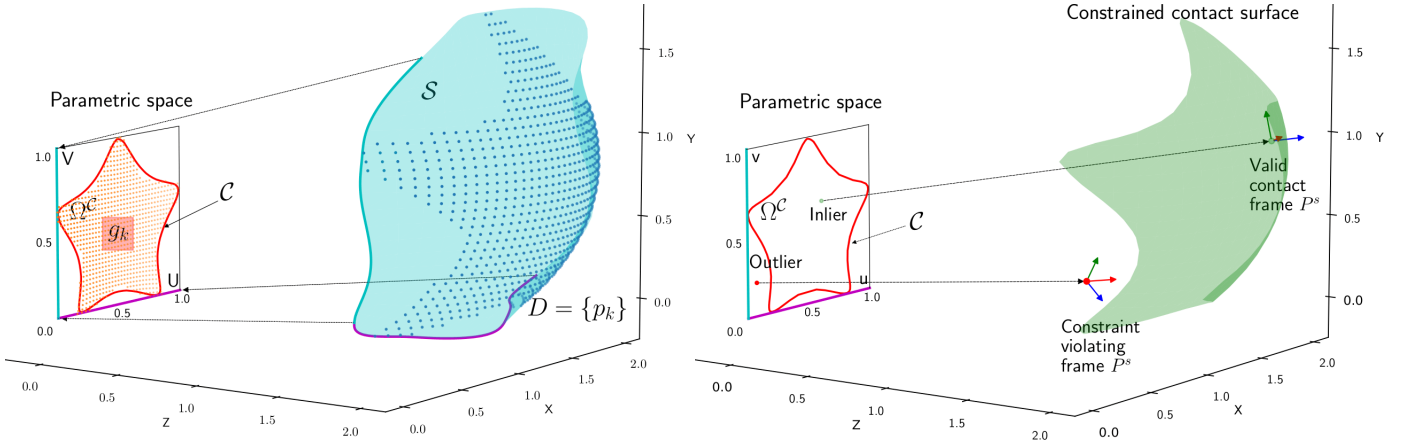 Parametric space
1.0
V
Ω^C
g_k
C
0.5
U
1.0
0.5
0.0
S
D = {p_k}
1.5
Y
1.0
0.5
0.0
0.0
0.5
1.0
Z
1.5
2.0
0.0
0.5
X
1.0
1.5
2.0
Constrained contact surface
Parametric space
1.0
v
Ω^C
Inlier
C
0.5
Outlier
u
1.0
0.5
0.0
Valid
contact
frame P^s
Constraint
violating
frame P^s
1.5
Y
1.0
0.5
0.0
0.0
0.5
1.0
Z
1.5
2.0
0.0
0.5
1.0
X
1.5
2.0